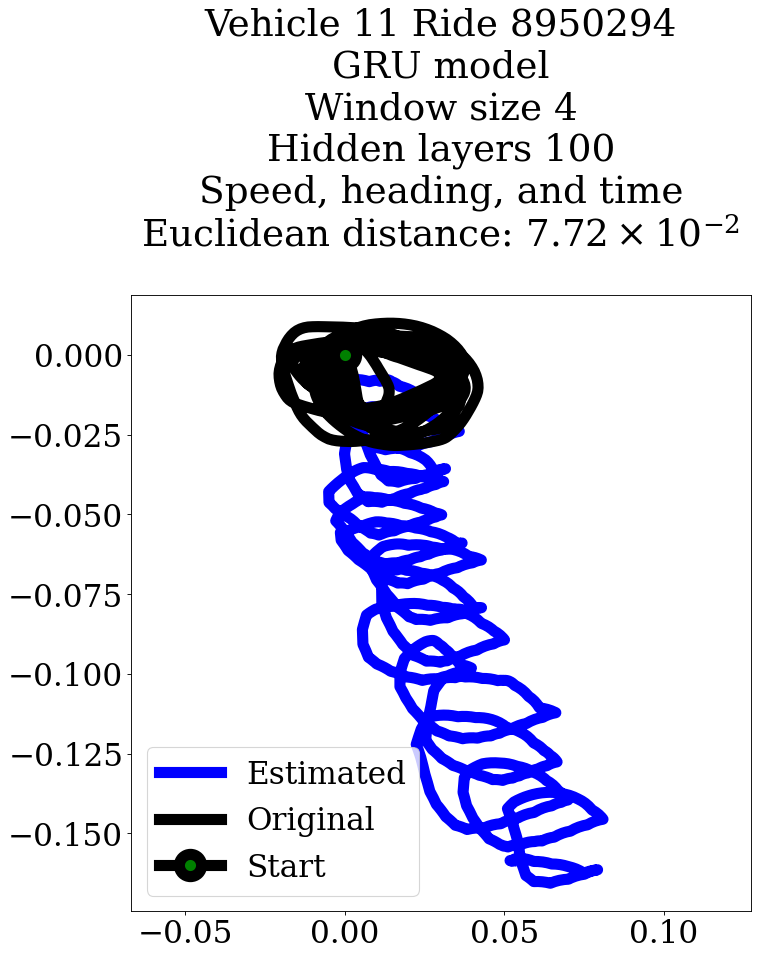 Vehicle 11 Ride 8950294
GRU model
Window size 4
Hidden layers 100
Speed, heading, and time
Euclidean distance: 7.72 × 10⁻²
0.000
−0.025
−0.050
−0.075
−0.100
−0.125
−0.150
Estimated
Original
Start
−0.05 0.00 0.05 0.10